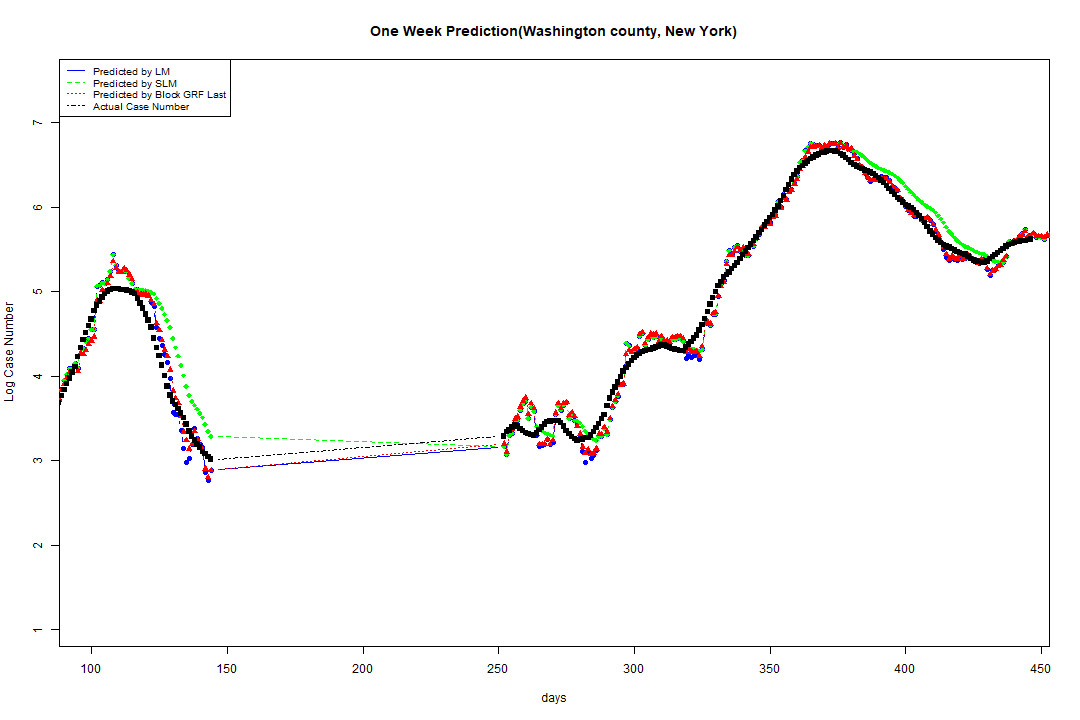 One Week Prediction(Washington county, New York)
Predicted by LM
Predicted by SLM
Predicted by Block GRF Last
Actual Case Number
Log Case Number
7
6
5
4
3
2
1
100 150 200 250 300 350 400 450
days